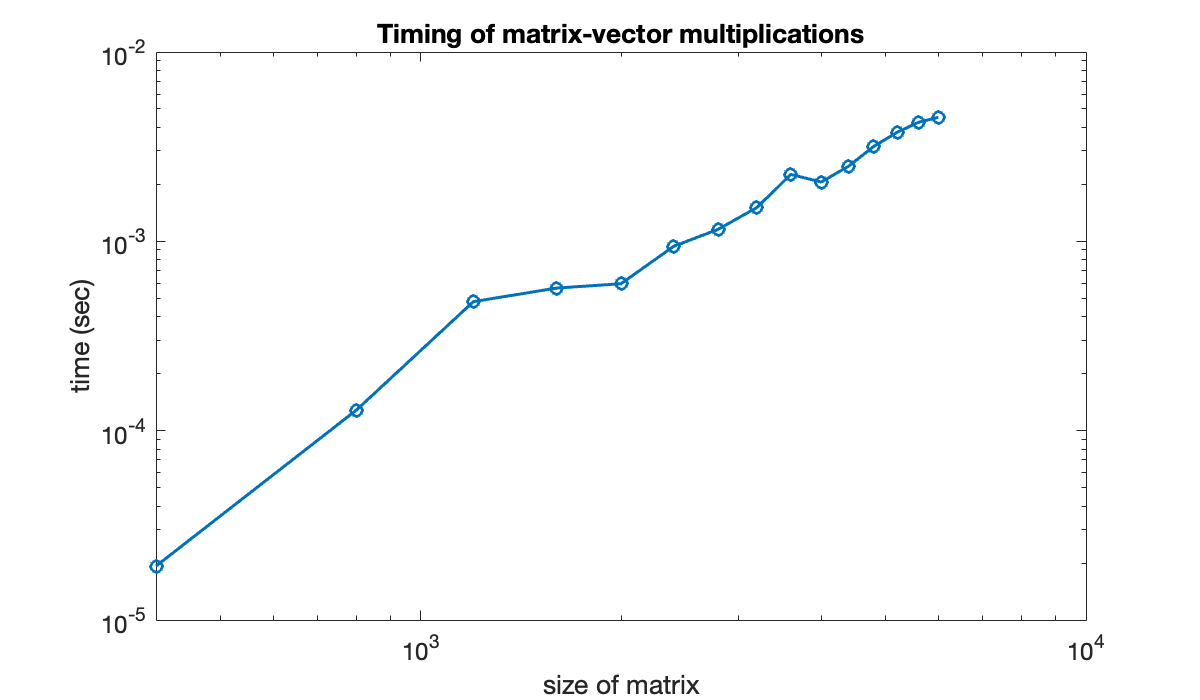 Timing of matrix-vector multiplications
10^-2
10^-3
10^-4
10^-5
time (sec)
10^3
10^4
size of matrix